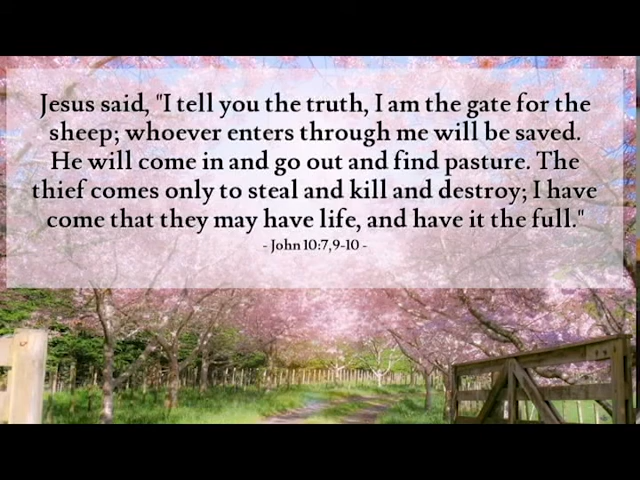 Jesus said, "I tell you the truth, I am the gate for the
sheep; whoever enters through me will be saved.
He will come in and go out and find pasture. The
thief comes only to steal and kill and destroy; I have
come that they may have life, and have it the full."
- John 10:7,9-10 -